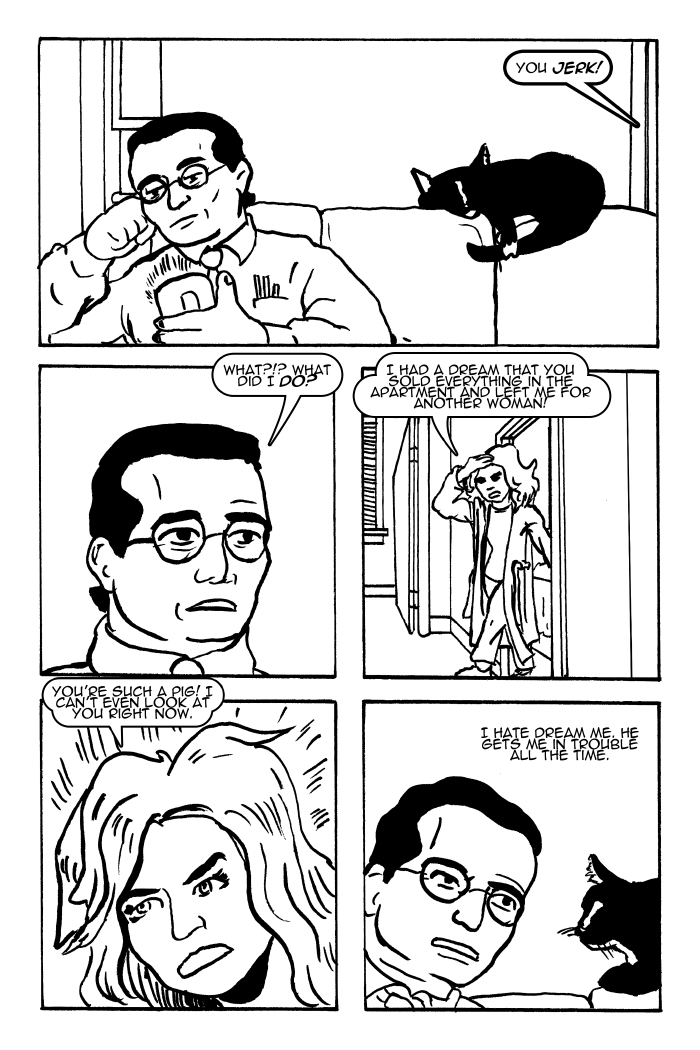 YOU JERK!
WHAT?!? WHAT
DID I DO?
I HAD A DREAM THAT YOU
SOLD EVERYTHING IN THE
APARTMENT AND LEFT ME FOR
ANOTHER WOMAN!
YOU'RE SUCH A PIG! I
CAN'T EVEN LOOK AT
YOU RIGHT NOW.
I HATE DREAM ME. HE
GETS ME IN TROUBLE
ALL THE TIME.